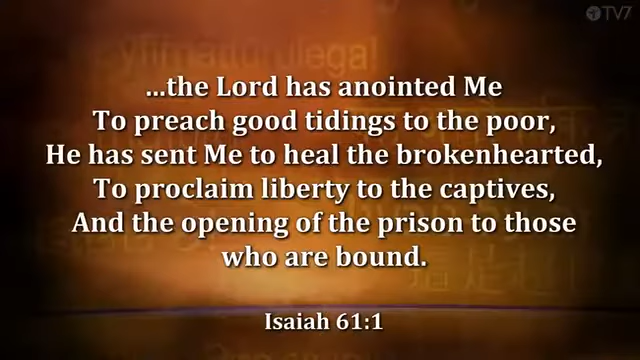 TV7
...the Lord has anointed Me
To preach good tidings to the poor,
He has sent Me to heal the brokenhearted,
To proclaim liberty to the captives,
And the opening of the prison to those
who are bound.
Isaiah 61:1